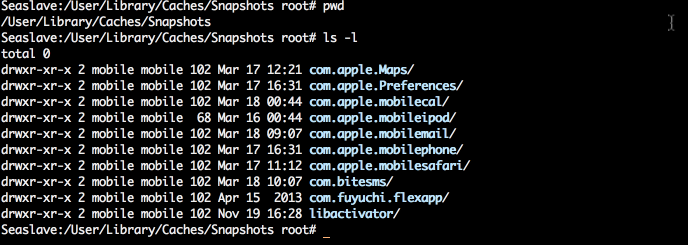 Seaslave:/User/Library/Caches/Snapshots root# pwd
/User/Library/Caches/Snapshots
Seaslave:/User/Library/Caches/Snapshots root# ls -l
total 0
drwxr-xr-x 2 mobile mobile 102 Mar 17 12:21 com.apple.Maps/
drwxr-xr-x 2 mobile mobile 102 Mar 17 16:31 com.apple.Preferences/
drwxr-xr-x 2 mobile mobile 102 Mar 18 00:44 com.apple.mobilecal/
drwxr-xr-x 2 mobile mobile  68 Mar 16 00:44 com.apple.mobileipod/
drwxr-xr-x 2 mobile mobile 102 Mar 18 09:07 com.apple.mobilemail/
drwxr-xr-x 2 mobile mobile 102 Mar 17 16:31 com.apple.mobilephone/
drwxr-xr-x 2 mobile mobile 102 Mar 17 11:12 com.apple.mobilesafari/
drwxr-xr-x 2 mobile mobile 102 Mar 18 10:07 com.bitesms/
drwxr-xr-x 2 mobile mobile 102 Apr 15  2013 com.fuyuchi.flexapp/
drwxr-xr-x 2 mobile mobile 102 Nov 19 16:28 libactivator/
Seaslave:/User/Library/Caches/Snapshots root# _